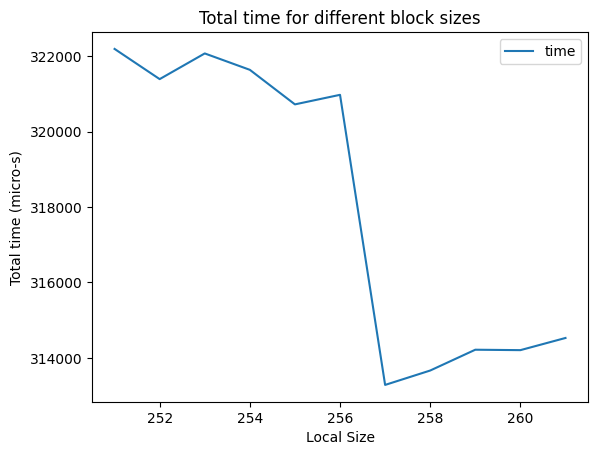 Total time for different block sizes
time
Total time (micro-s)
322000
320000
318000
316000
314000
252 254 256 258 260
Local Size